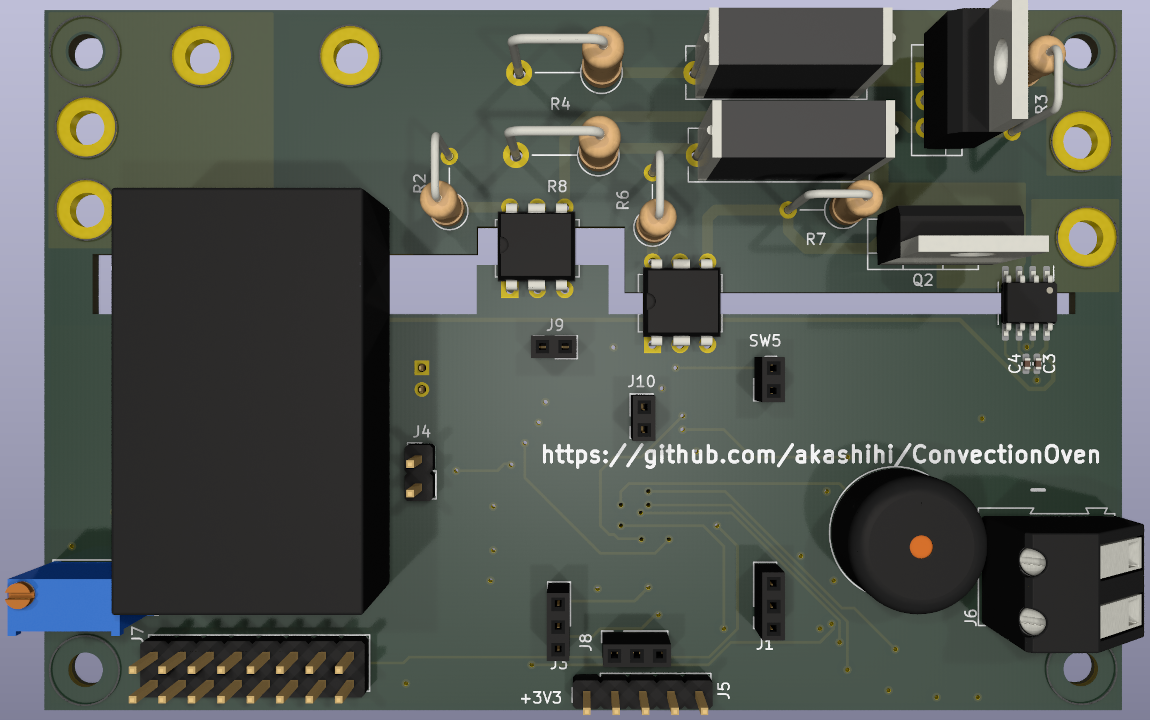 R4
R3
R2
R8
R6
R7
Q2
J9
SW5
C4
C3
J10
J4
https://github.com/akashihi/ConvectionOven
J6
J7
J8
J1
J3
+3V3
J5